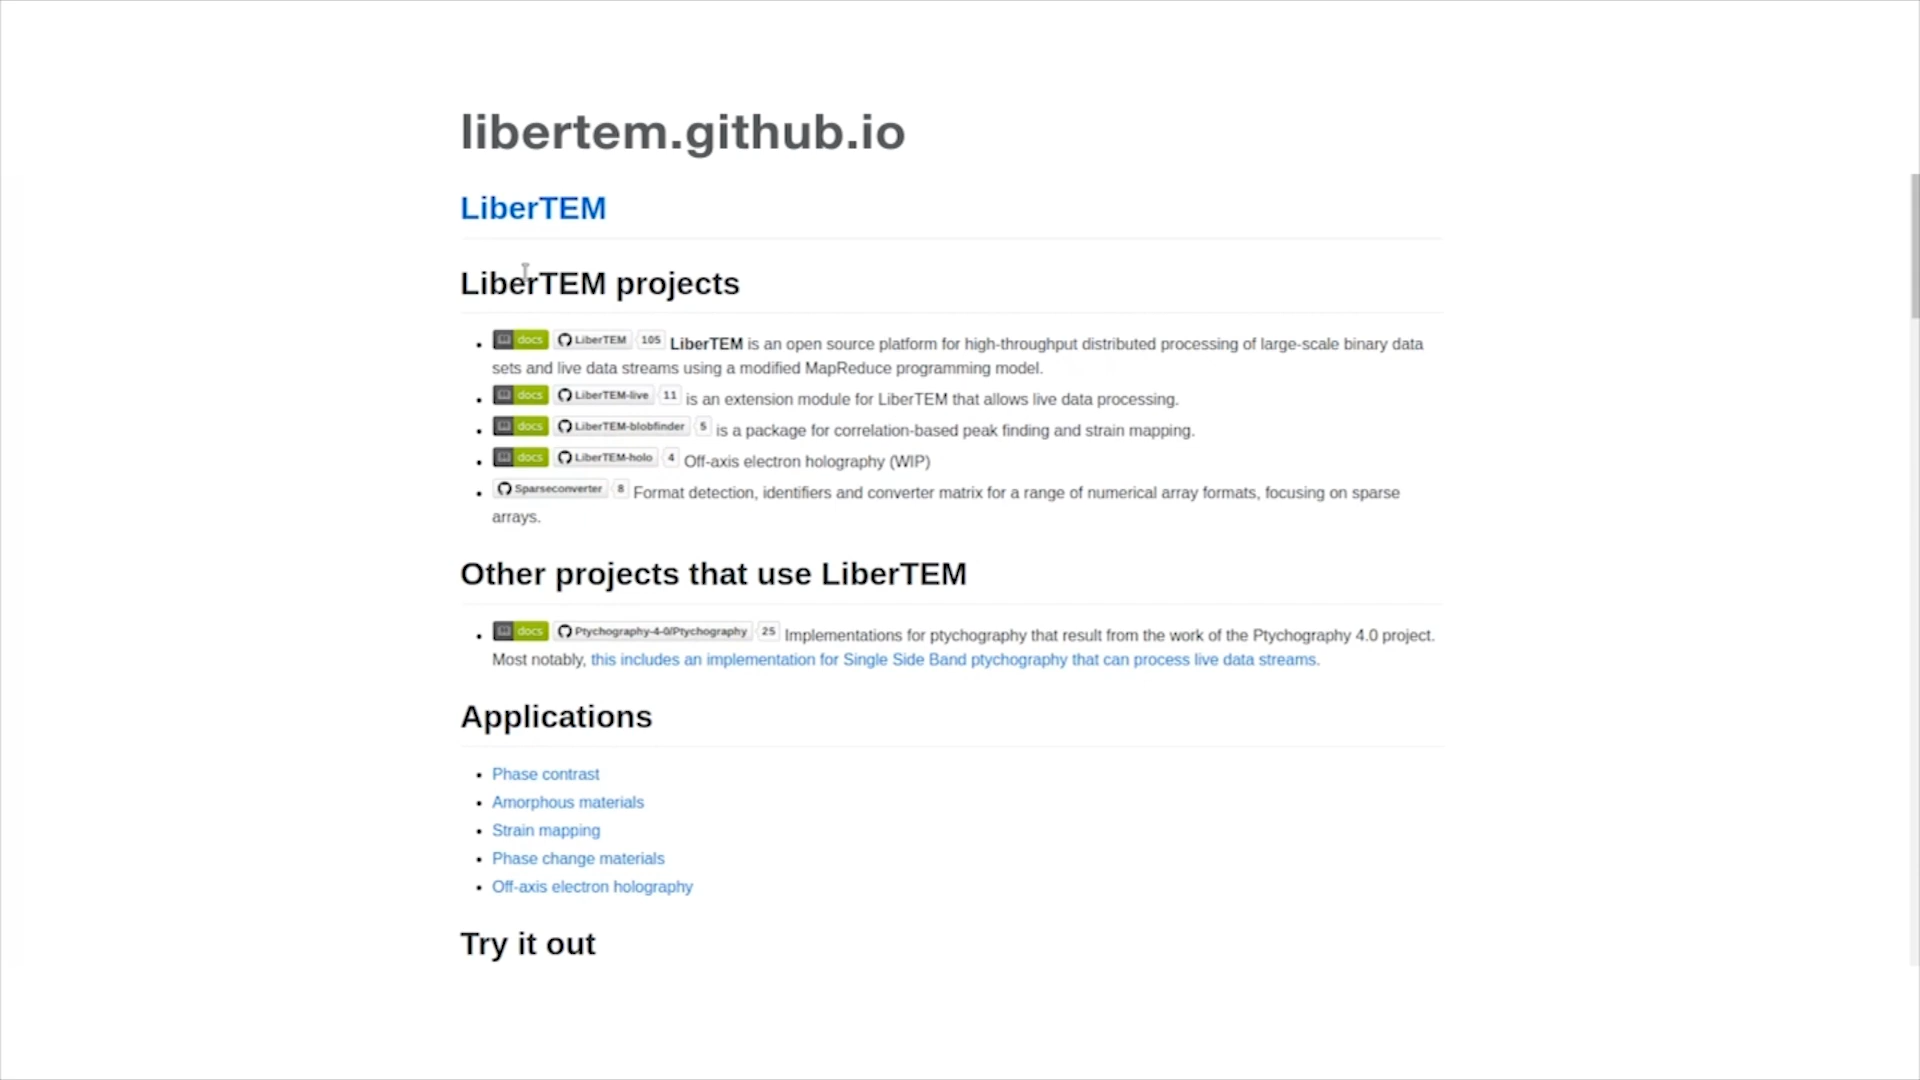 libertem.github.io
LiberTEM
LiberTEM projects
docs LiberTEM 105 LiberTEM is an open source platform for high-throughput distributed processing of large-scale binary data
sets and live data streams using a modified MapReduce programming model.
docs LiberTEM-live 11 is an extension module for LiberTEM that allows live data processing.
docs LiberTEM-blobfinder 5 is a package for correlation-based peak finding and strain mapping.
docs LiberTEM-holo 4 Off-axis electron holography (WIP)
Sparseconverter 8 Format detection, identifiers and converter matrix for a range of numerical array formats, focusing on sparse
arrays.
Other projects that use LiberTEM
docs Ptychography-4-0/Ptychography 25 Implementations for ptychography that result from the work of the Ptychography 4.0 project.
Most notably, this includes an implementation for Single Side Band ptychography that can process live data streams.
Applications
Phase contrast
Amorphous materials
Strain mapping
Phase change materials
Off-axis electron holography
Try it out